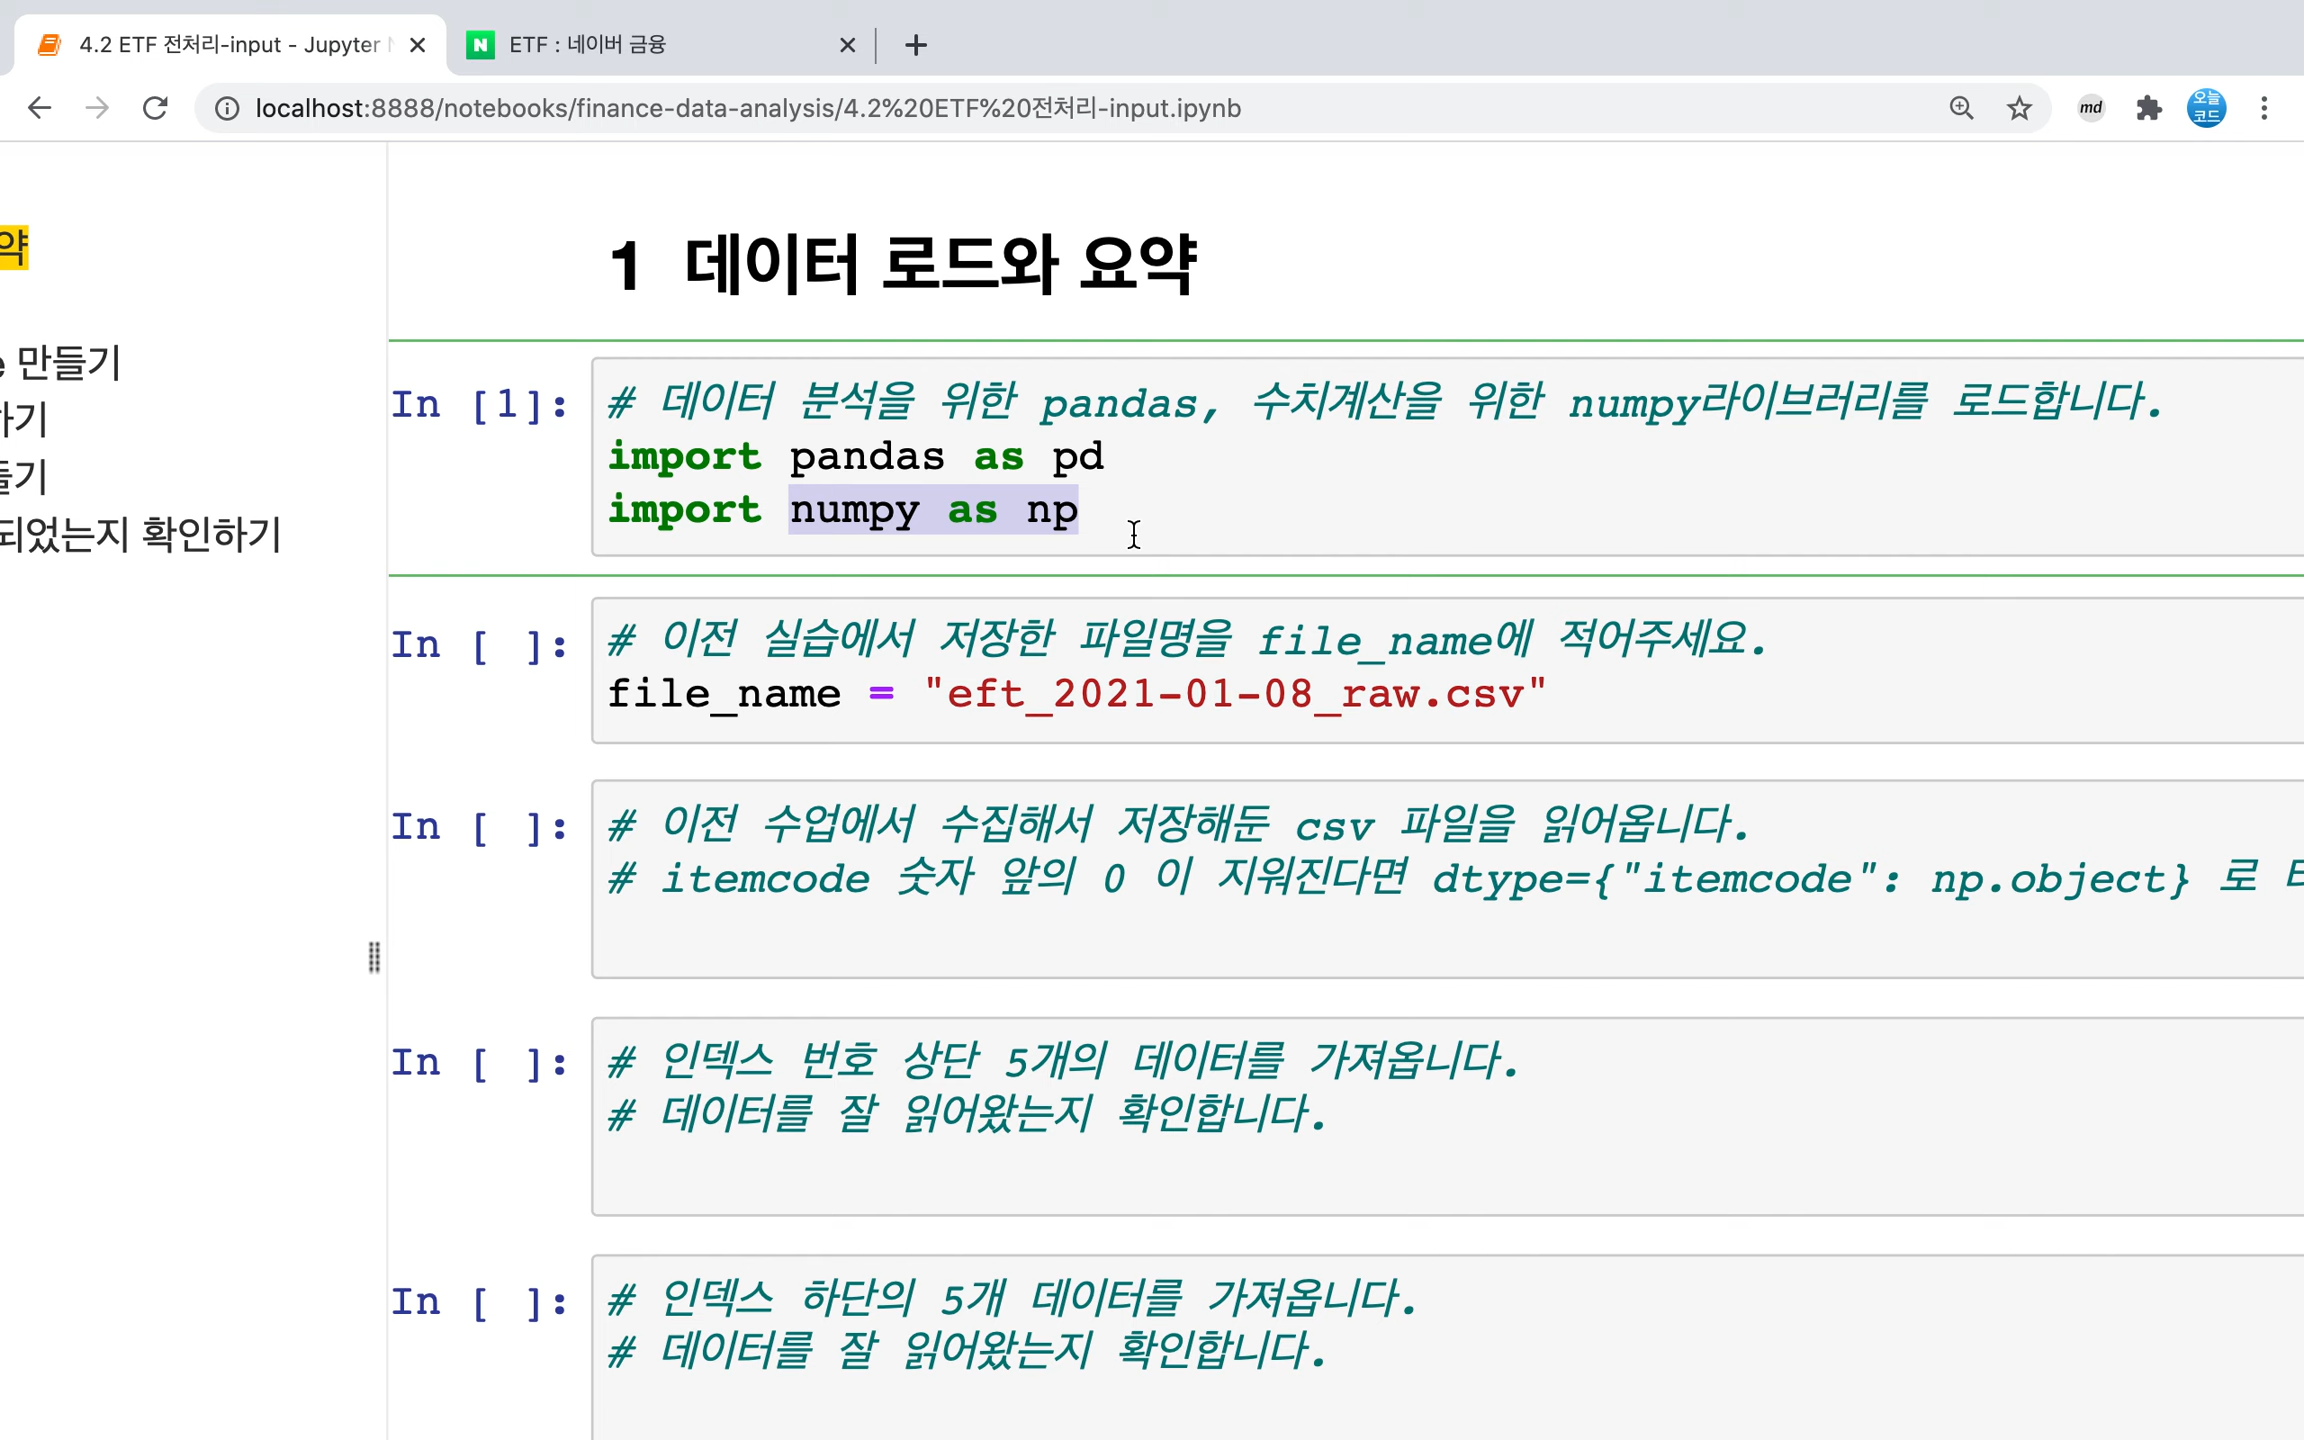 4.2 ETF 전처리-input - Jupyter
ETF : 네이버 금융
localhost:8888/notebooks/finance-data-analysis/4.2%20ETF%20전처리-input.ipynb
md
오늘
코드
약
만들기
하기
들기
되었는지 확인하기
1 데이터 로드와 요약
In [1]:
# 데이터 분석을 위한 pandas, 수치계산을 위한 numpy라이브러리를 로드합니다.
import pandas as pd
import numpy as np
In [ ]:
# 이전 실습에서 저장한 파일명을 file_name에 적어주세요.
file_name = "eft_2021-01-08_raw.csv"
In [ ]:
# 이전 수업에서 수집해서 저장해둔 csv 파일을 읽어옵니다.
# itemcode 숫자 앞의 0 이 지워진다면 dtype={"itemcode": np.object} 로
In [ ]:
# 인덱스 번호 상단 5개의 데이터를 가져옵니다.
# 데이터를 잘 읽어왔는지 확인합니다.
In [ ]:
# 인덱스 하단의 5개 데이터를 가져옵니다.
# 데이터를 잘 읽어왔는지 확인합니다.